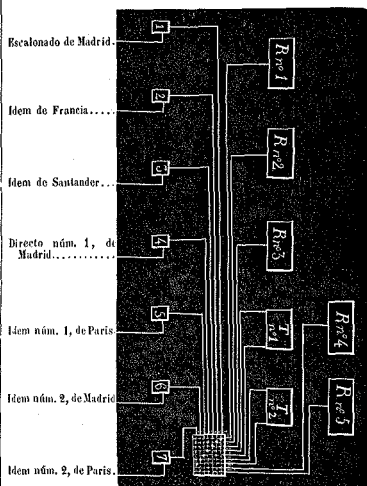 Escalonado de Madrid.
1
Idem de Francia.....
2
Idem de Santander...
3
Directo núm. 1, de
Madrid............
4
Idem núm. 1, de París.
5
Idem núm. 2, de Madrid
6
Idem núm. 2, de París.
7
R nº 1
R nº 2
R nº 3
T nº 1
T nº 2
R nº 4
R nº 5